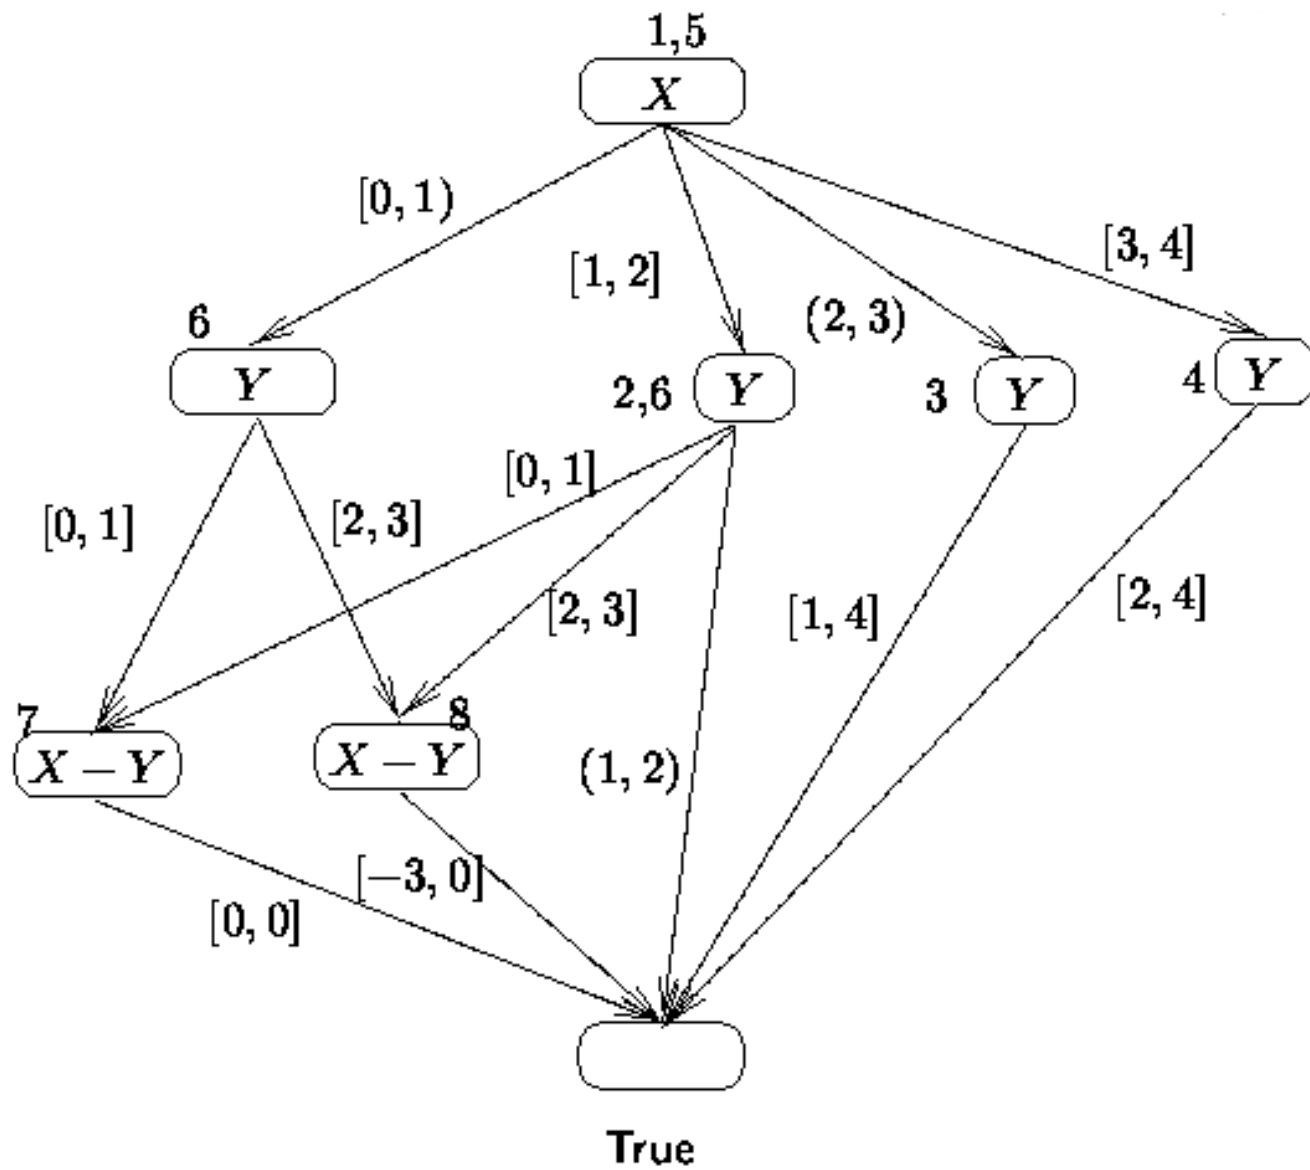 1,5
X
[0, 1)
[1, 2]
(2, 3)
[3, 4]
6
Y
2,6
Y
3
Y
4
Y
[0, 1]
[2, 3]
[0, 1]
[2, 3]
[1, 4]
[2, 4]
7
X − Y
8
X − Y
(1, 2)
[0, 0]
[−3, 0]
True